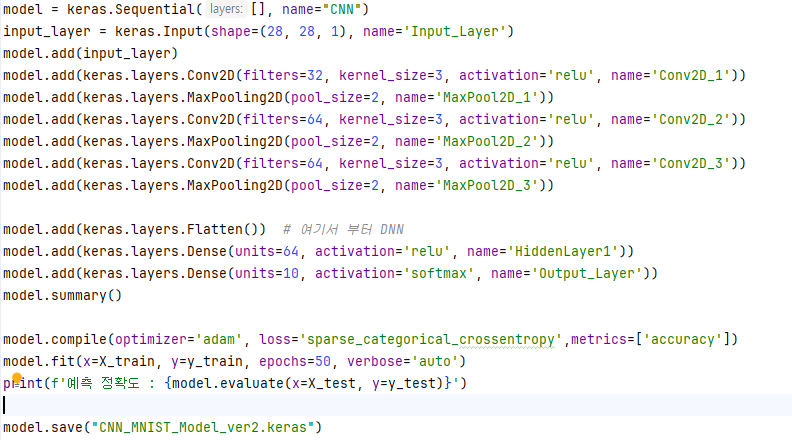 model = keras.Sequential( layers: [], name="CNN")
input_layer = keras.Input(shape=(28, 28, 1), name='Input_Layer')
model.add(input_layer)
model.add(keras.layers.Conv2D(filters=32, kernel_size=3, activation='relu', name='Conv2D_1'))
model.add(keras.layers.MaxPooling2D(pool_size=2, name='MaxPool2D_1'))
model.add(keras.layers.Conv2D(filters=64, kernel_size=3, activation='relu', name='Conv2D_2'))
model.add(keras.layers.MaxPooling2D(pool_size=2, name='MaxPool2D_2'))
model.add(keras.layers.Conv2D(filters=64, kernel_size=3, activation='relu', name='Conv2D_3'))
model.add(keras.layers.MaxPooling2D(pool_size=2, name='MaxPool2D_3'))
model.add(keras.layers.Flatten())  # 여기서 부터 DNN
model.add(keras.layers.Dense(units=64, activation='relu', name='HiddenLayer1'))
model.add(keras.layers.Dense(units=10, activation='softmax', name='Output_Layer'))
model.summary()
model.compile(optimizer='adam', loss='sparse_categorical_crossentropy',metrics=['accuracy'])
model.fit(x=X_train, y=y_train, epochs=50, verbose='auto')
print(f'예측 정확도 : {model.evaluate(x=X_test, y=y_test)}')
model.save("CNN_MNIST_Model_ver2.keras")